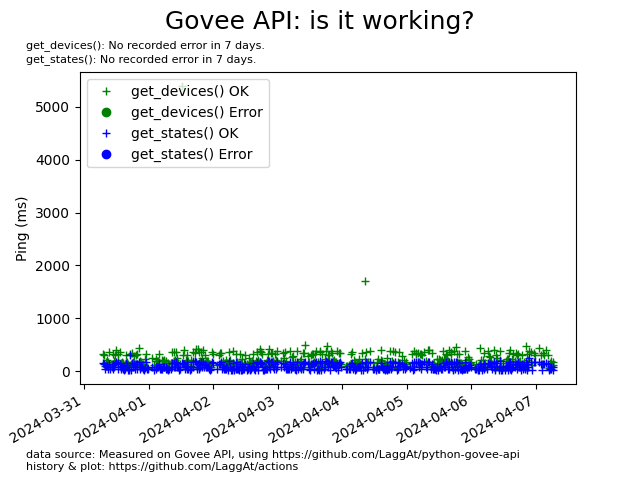 Govee API: is it working?
get_devices(): No recorded error in 7 days.
get_states(): No recorded error in 7 days.
get_devices() OK
get_devices() Error
get_states() OK
get_states() Error
Ping (ms)
5000
4000
3000
2000
1000
0
2024-03-31
2024-04-01
2024-04-02
2024-04-03
2024-04-04
2024-04-05
2024-04-06
2024-04-07
data source: Measured on Govee API, using https://github.com/LaggAt/python-govee-api
history & plot: https://github.com/LaggAt/actions